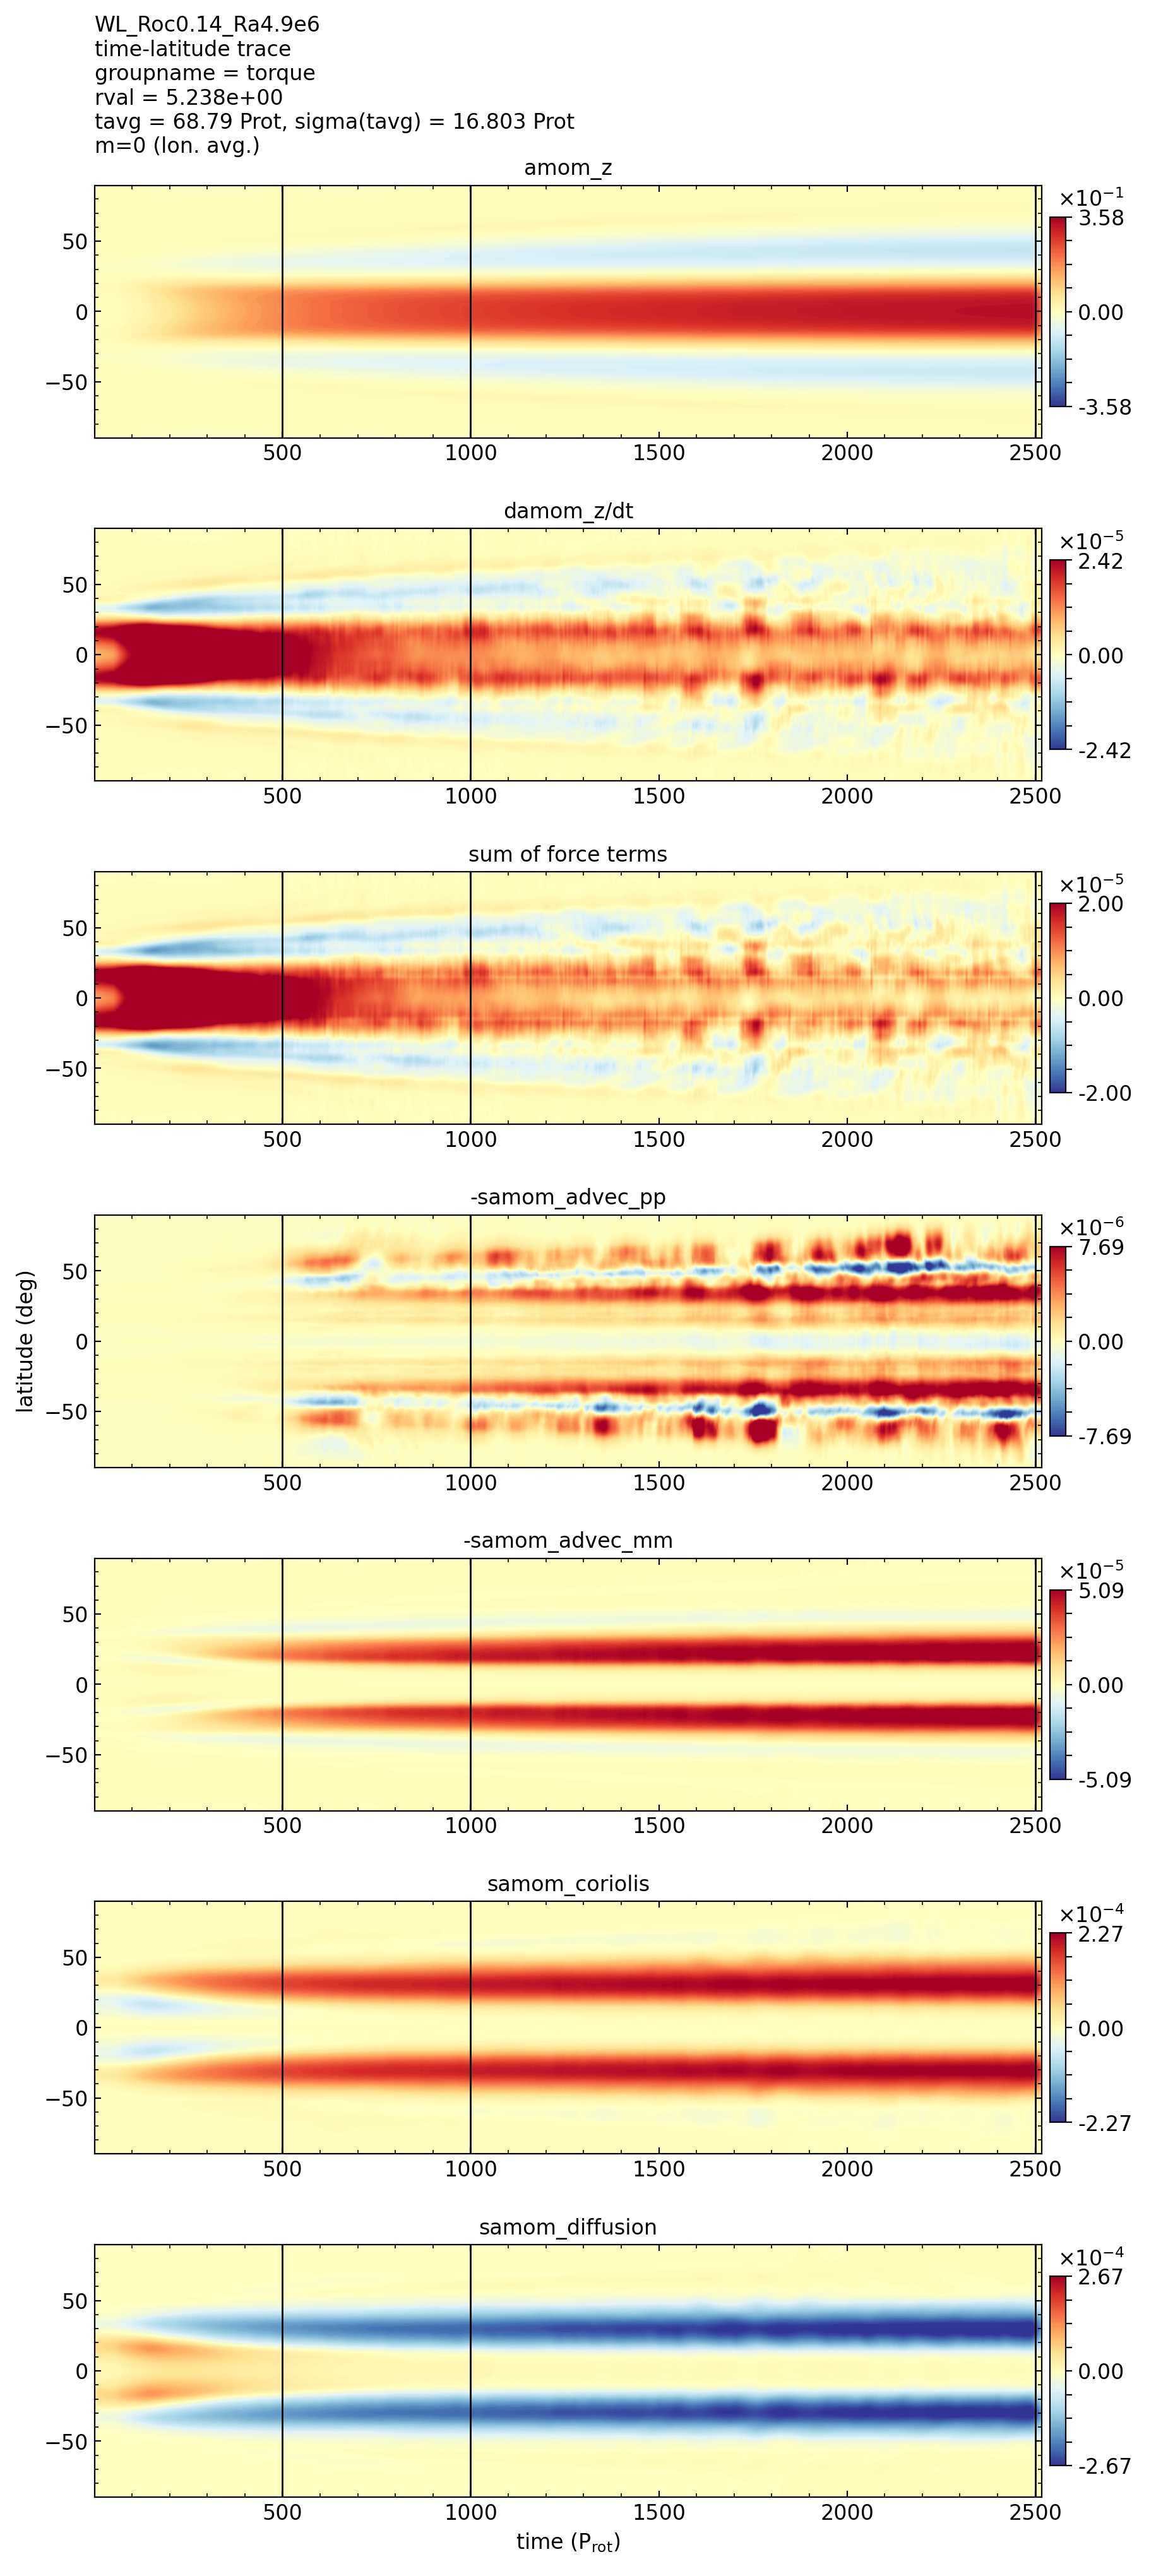 WL_Roc0.14_Ra4.9e6
time-latitude trace
groupname = torque
rval = 5.238e+00
tavg = 68.79 Prot, sigma(tavg) = 16.803 Prot
m=0 (lon. avg.)
amom_z
×10⁻¹
3.58
0.00
-3.58
50
0
−50
500 1000 1500 2000 2500
damom_z/dt
×10⁻⁵
2.42
0.00
-2.42
50
0
−50
500 1000 1500 2000 2500
sum of force terms
×10⁻⁵
2.00
0.00
-2.00
50
0
−50
500 1000 1500 2000 2500
-samom_advec_pp
×10⁻⁶
7.69
0.00
-7.69
latitude (deg)
50
0
−50
500 1000 1500 2000 2500
-samom_advec_mm
×10⁻⁵
5.09
0.00
-5.09
50
0
−50
500 1000 1500 2000 2500
samom_coriolis
×10⁻⁴
2.27
0.00
-2.27
50
0
−50
500 1000 1500 2000 2500
samom_diffusion
×10⁻⁴
2.67
0.00
-2.67
50
0
−50
500 1000 1500 2000 2500
time (P_rot)